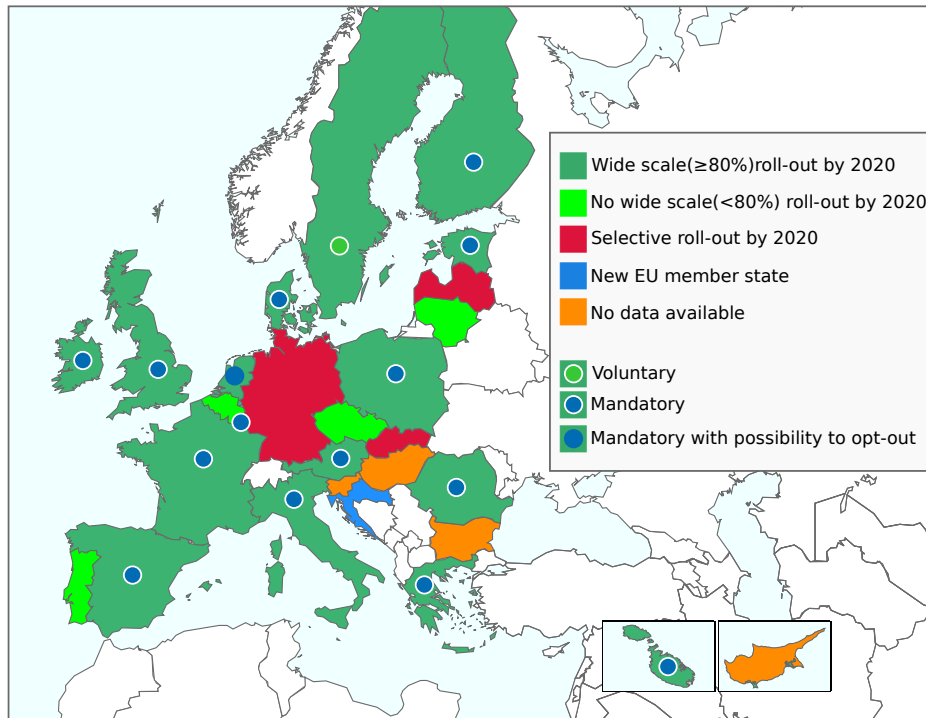 Wide scale(≥80%)roll-out by 2020
No wide scale(<80%) roll-out by 2020
Selective roll-out by 2020
New EU member state
No data available
Voluntary
Mandatory
Mandatory with possibility to opt-out